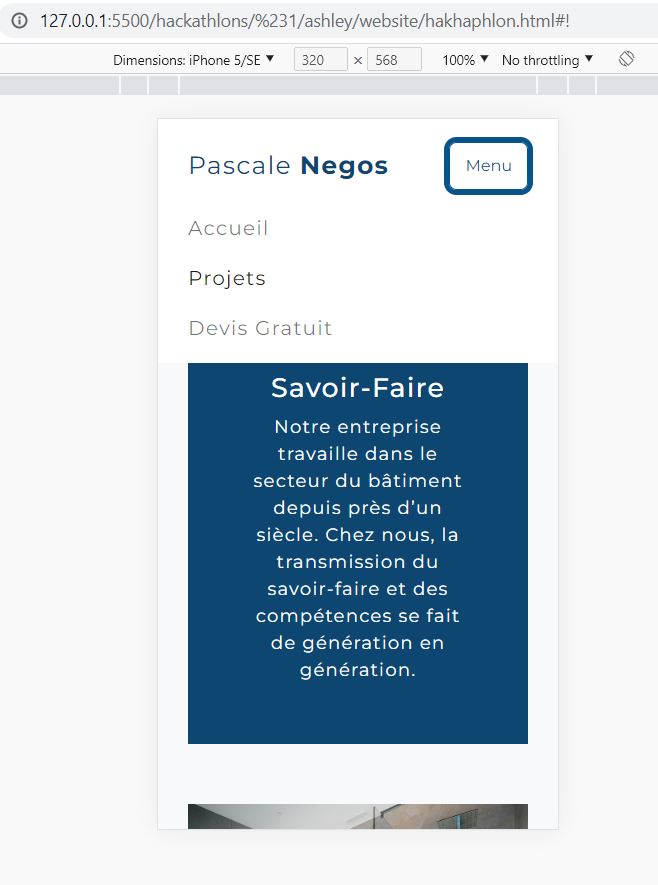 127.0.0.1:5500/hackathlons/%231/ashley/website/hakhaphlon.html#!
Dimensions: iPhone 5/SE ▼ 320 × 568 100% ▼ No throttling ▼
Pascale Negos Menu
Accueil
Projets
Devis Gratuit
Savoir-Faire
Notre entreprise
travaille dans le
secteur du bâtiment
depuis près d’un
siècle. Chez nous, la
transmission du
savoir-faire et des
compétences se fait
de génération en
génération.